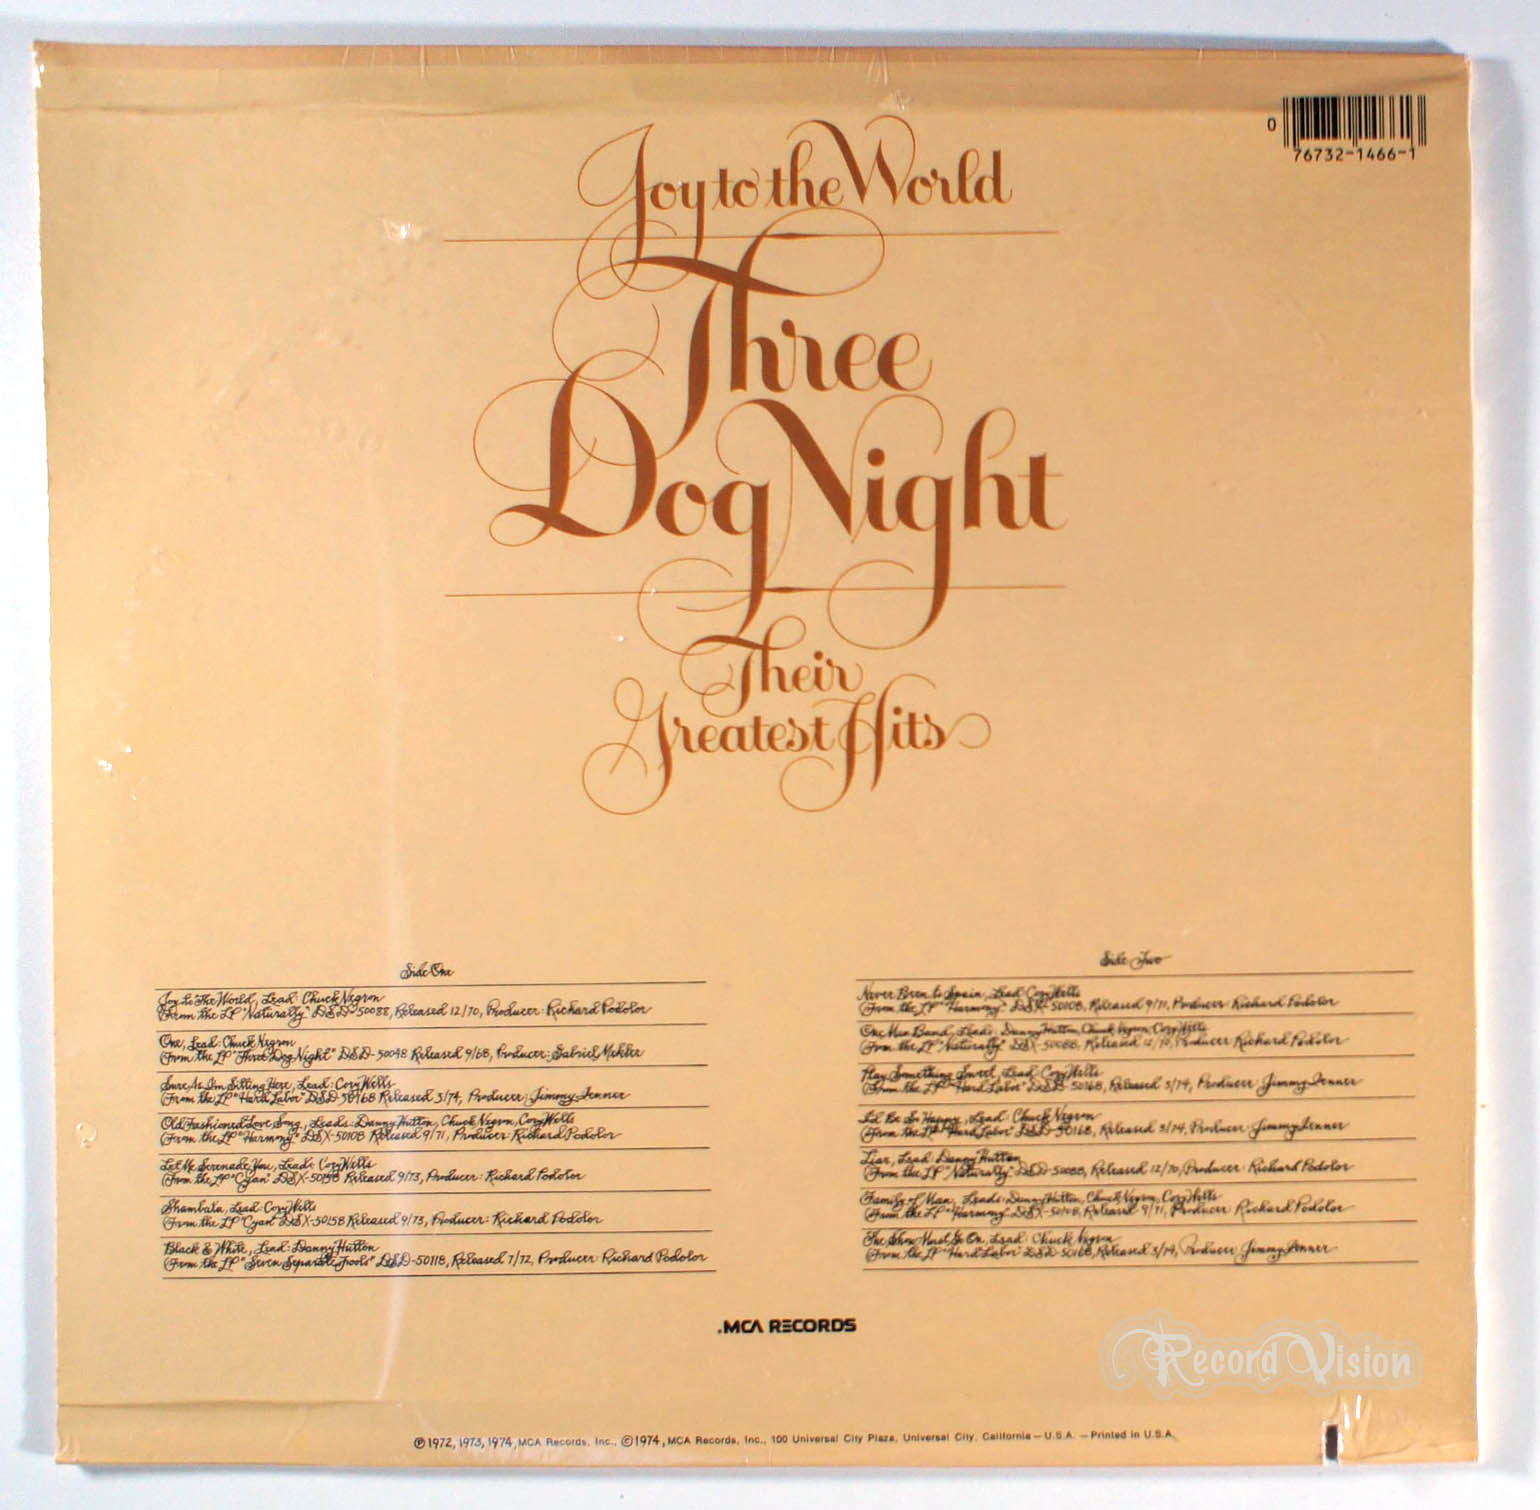 0
76732-1466-1
Joy to the World
Three
Dog Night
Their
Greatest Hits
Side One
Joy to The World, Lead: Chuck Negron
(From the LP "Naturally" DSD-50088, Released 12/70, Producer: Richard Podolor
One, Lead: Chuck Negron
(From the LP "Three Dog Night" DSD-50048 Released 9/68, Producer: Gabriel Mekler
Sure As I'm Sitting Here, Lead: Cory Wells
(From the LP "Hard Labor" DSD-50168 Released 3/74, Producer: Jimmy Ienner
Old Fashioned Love Song, Leads: Danny Hutton, Chuck Negron, Cory Wells
(From the LP "Harmony" DSX-50108 Released 9/71, Producer: Richard Podolor
Let Me Serenade You, Lead: Cory Wells
(From the LP "Cyan" DSX-50158 Released 9/73, Producer: Richard Podolor
Shambala, Lead: Cory Wells
(From the LP "Cyan" DSX-50158 Released 9/73, Producer: Richard Podolor
Black & White, Lead: Danny Hutton
(From the LP "Seven Separate Fools" DSD-50118, Released 7/72, Producer: Richard Podolor
Side Two
Never Been to Spain, Lead: Cory Wells
(From the LP "Harmony" DSX-50108, Released 9/71, Producer: Richard Podolor
One Man Band, Leads: Danny Hutton, Chuck Negron, Cory Wells
(From the LP "Naturally" DSX-50088, Released 12/70, Producer: Richard Podolor
Play Something Sweet, Lead: Cory Wells
(From the LP "Hard Labor" DSD-50168, Released 3/74, Producer: Jimmy Ienner
I'd Be So Happy, Lead: Chuck Negron
(From the LP "Hard Labor" DSD-50168, Released 3/74, Producer: Jimmy Ienner
Liar, Lead: Danny Hutton
(From the LP "Naturally" DSD-50088, Released 12/70, Producer: Richard Podolor
Family of Man, Leads: Danny Hutton, Chuck Negron, Cory Wells
(From the LP "Harmony" DSX-50108, Released 9/71, Producer: Richard Podolor
The Show Must Go On, Lead: Chuck Negron
(From the LP "Hard Labor" DSD-50168, Released 3/74, Producer: Jimmy Ienner
.MCA RECORDS
Record Vision
℗1972, 1973, 1974, MCA Records, Inc., ©1974, MCA Records, Inc., 100 Universal City Plaza, Universal City, California — U.S.A. — Printed in U.S.A.